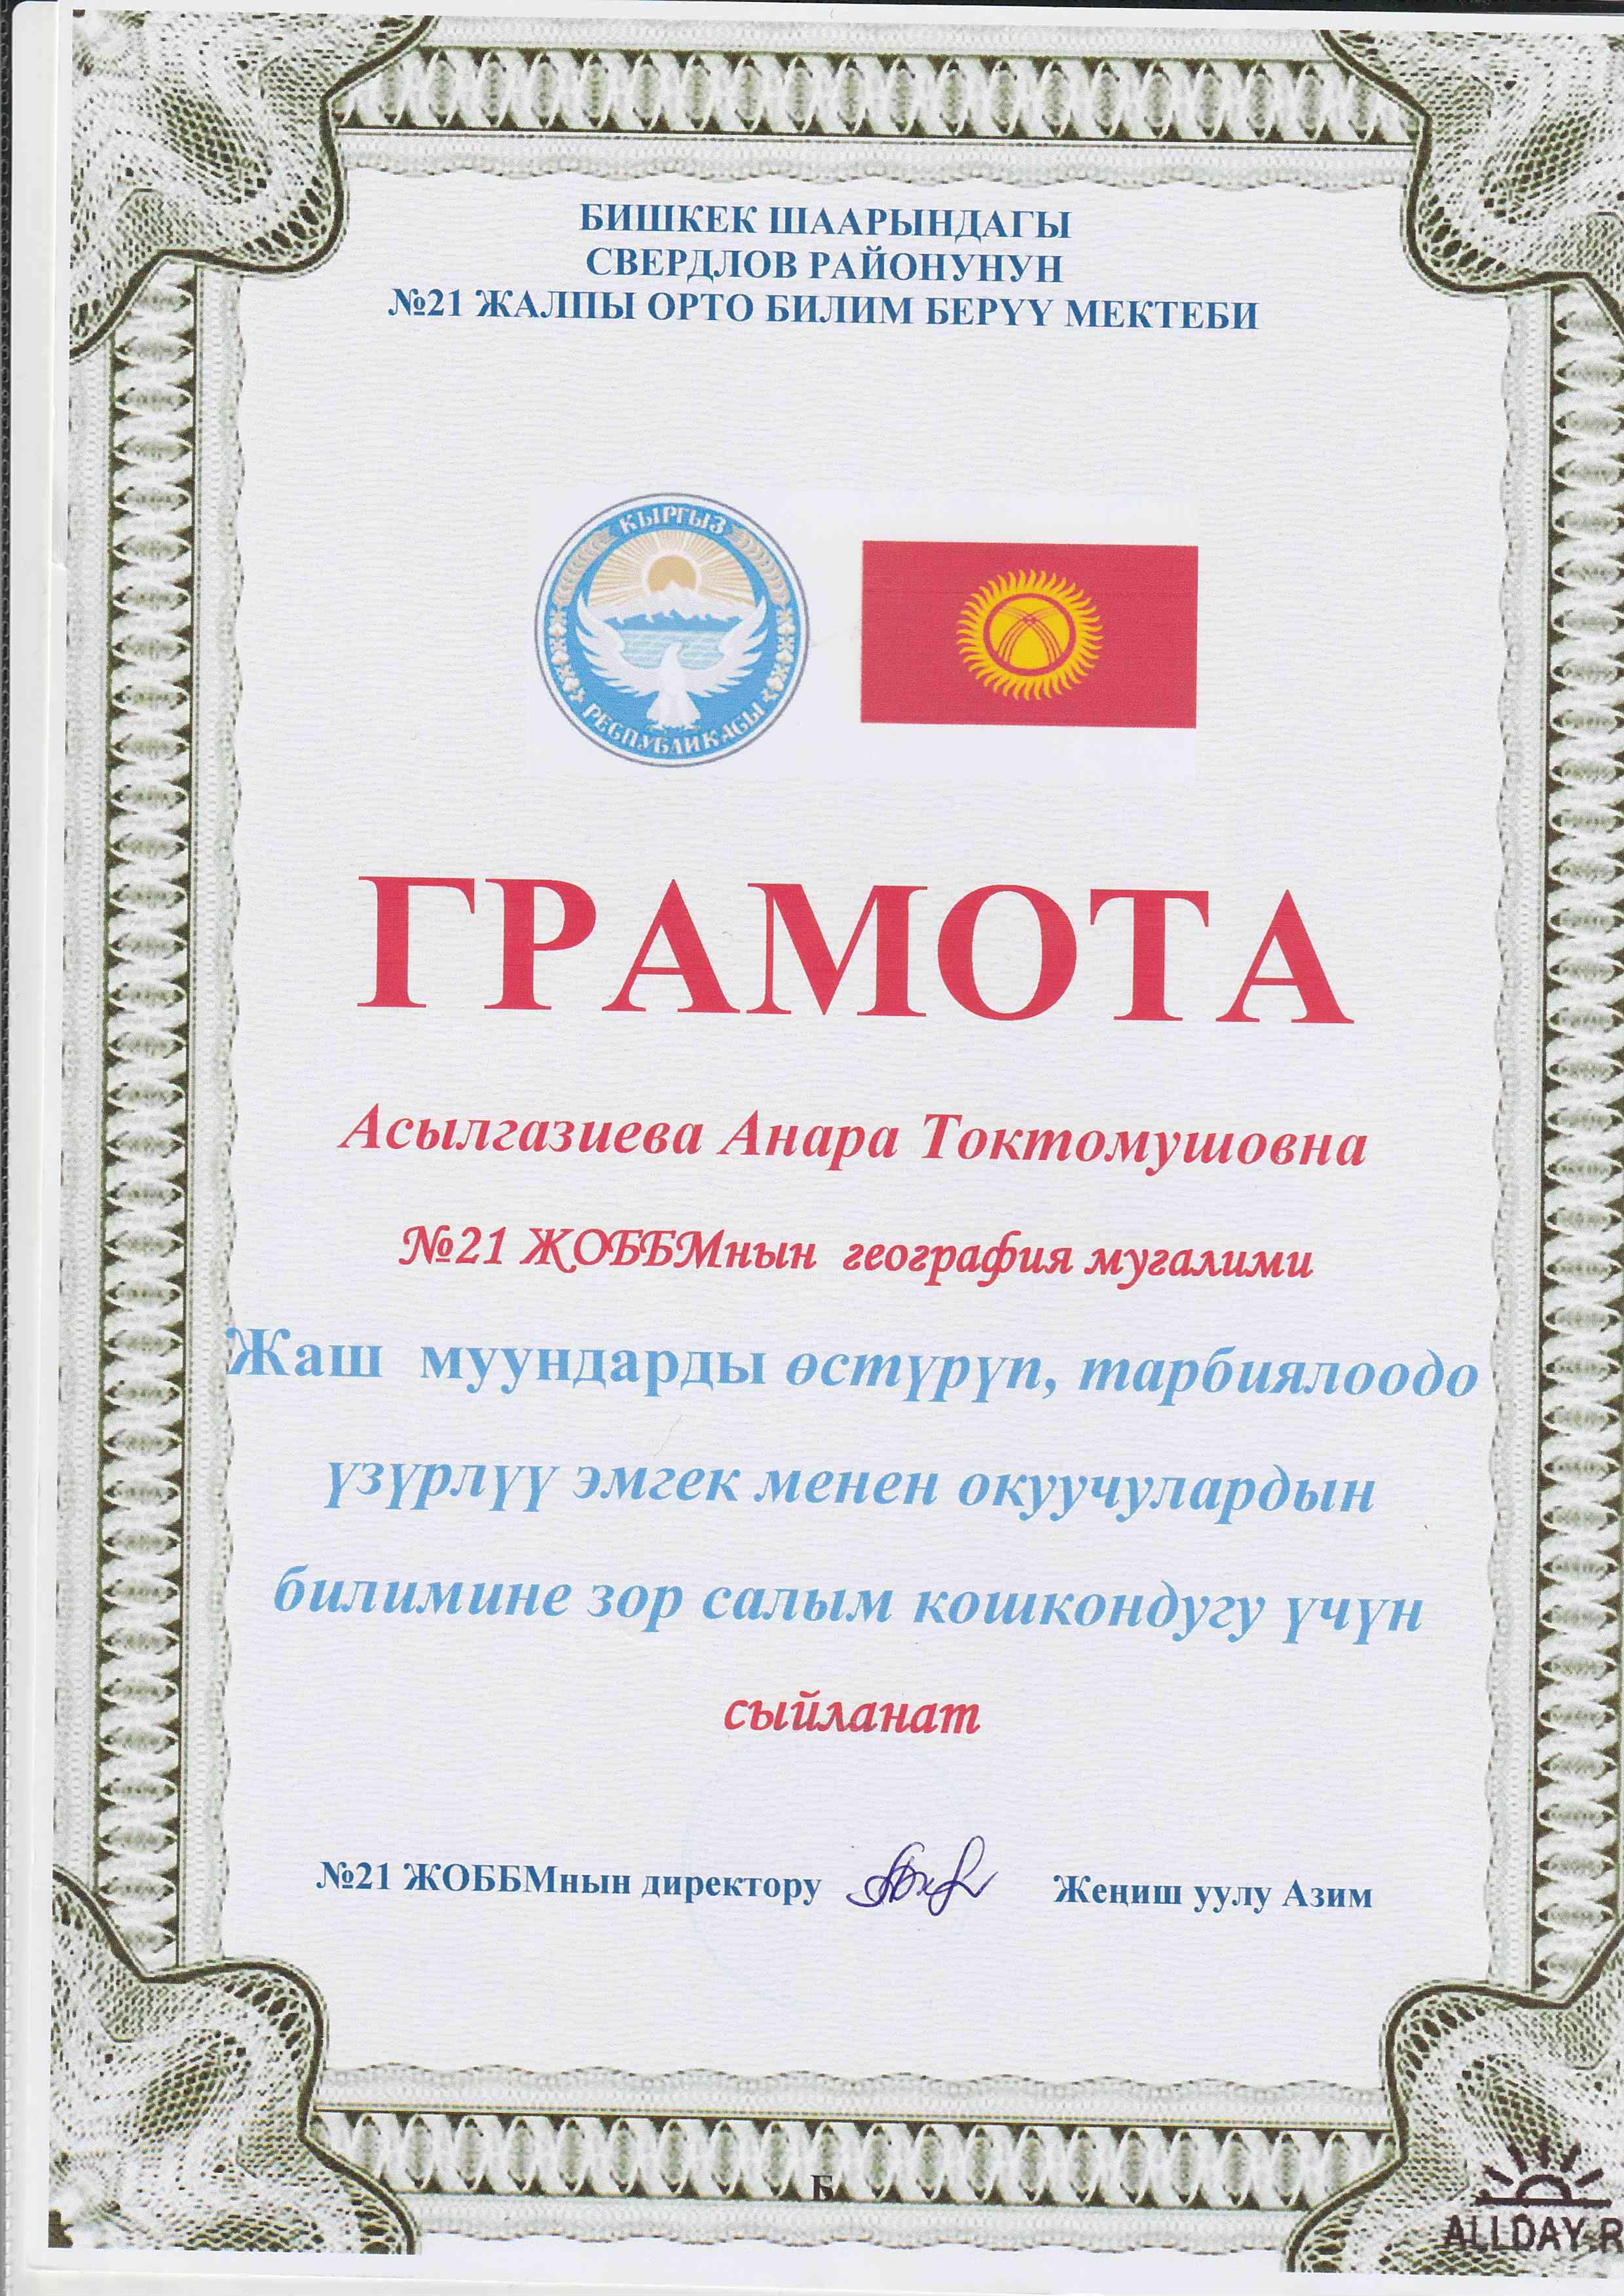 БИШКЕК ШААРЫНДАГЫ
СВЕРДЛОВ РАЙОНУНУН
№21 ЖАЛПЫ ОРТО БИЛИМ БЕРҮҮ МЕКТЕБИ
КЫРГЫЗ
РЕСПУБЛИКАСЫ
ГРАМОТА
Асылгазиева Анара Токтомушовна
№21 ЖОББМнын география мугалими
Жаш муундарды өстүрүп, тарбиялоодо
үзүрлүү эмгек менен окуучулардын
билимине зор салым кошкондугу үчүн
сыйланат
№21 ЖОББМнын директору Жеңиш уулу Азим
Б
ALLDAY.R